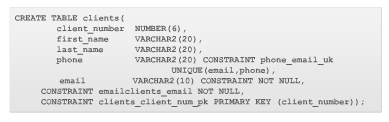 CREATE TABLE clients(
client_number NUMBER(6),
first_name VARCHAR2(20),
last_name VARCHAR2(20),
phone VARCHAR2(20) CONSTRAINT phone_email_uk
UNIQUE(email,phone),
email VARCHAR2(10) CONSTRAINT NOT NULL,
CONSTRAINT emailclients_email NOT NULL,
CONSTRAINT clients_client_num_pk PRIMARY KEY (client_number));